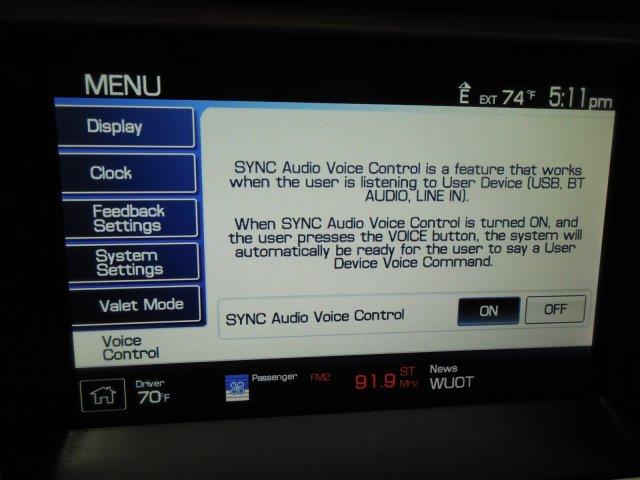 MENU
E EXT 74°F 5:11pm
Display
Clock
Feedback
Settings
System
Settings
Valet Mode
Voice
Control
SYNC Audio Voice Control is a feature that works
when the user is listening to User Device (USB, BT
AUDIO, LINE IN).
When SYNC Audio Voice Control is turned ON, and
the user presses the VOICE button, the system will
automatically be ready for the user to say a User
Device Voice Command.
SYNC Audio Voice Control ON OFF
Driver
70°F
Passenger
FM2
91.9 ST
MHz
News
WUOT